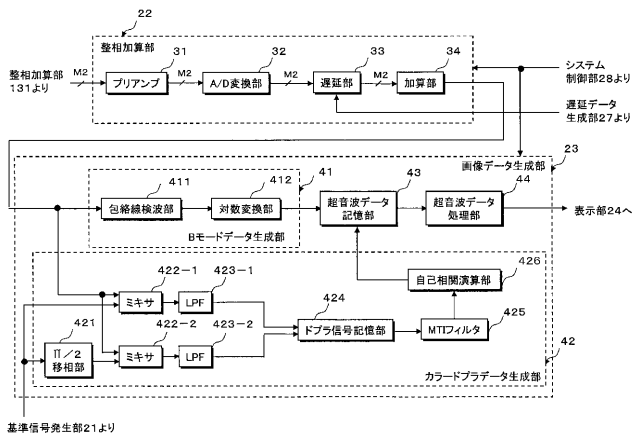 22
整相加算部
31
32
33
34
整相加算部
131より
M2
プリアンプ
M2
A/D変換部
M2
遅延部
M2
加算部
システム
制御部28より
遅延データ
生成部27より
画像データ生成部
23
411
412
41
43
44
包絡線検波部
対数変換部
超音波データ
記憶部
超音波データ
処理部
表示部24へ
Bモードデータ生成部
自己相関演算部
426
422-1
423-1
ミキサ
LPF
424
421
422-2
423-2
ドプラ信号記憶部
MTIフィルタ
425
Π/2
移相部
ミキサ
LPF
42
カラードプラデータ生成部
基準信号発生部21より